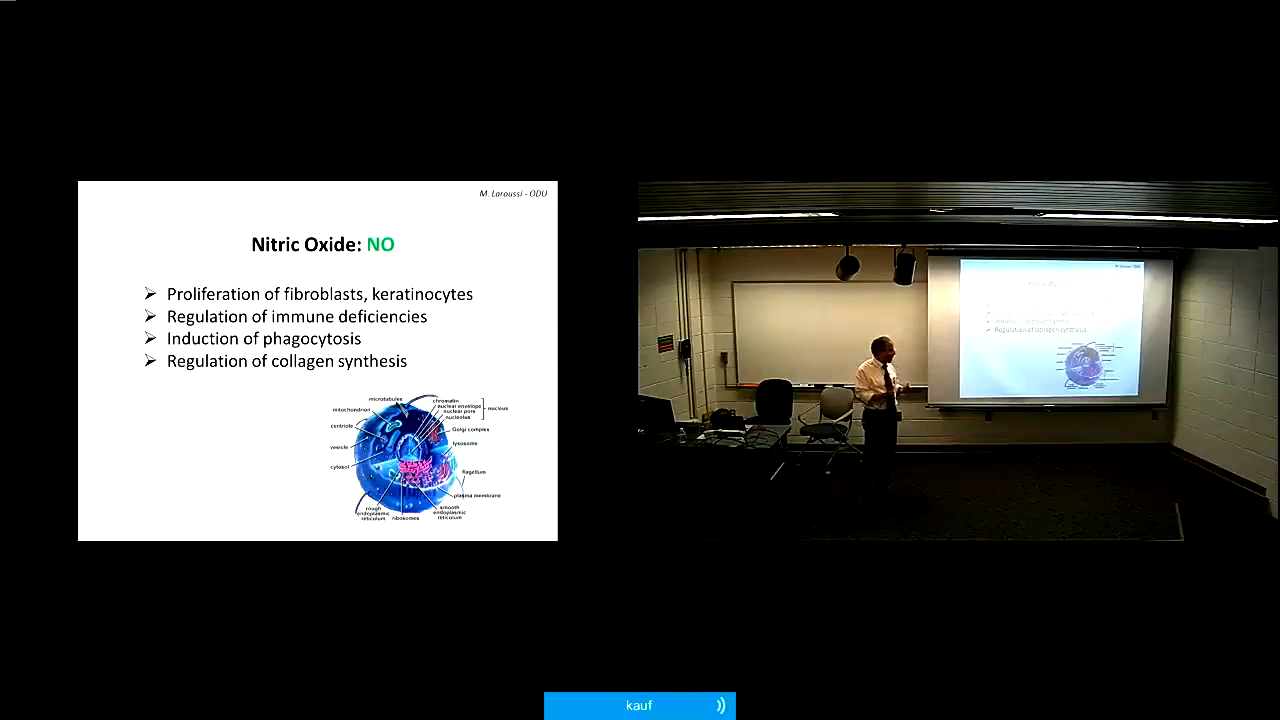 M. Laroussi - ODU
Nitric Oxide: NO
Proliferation of fibroblasts, keratinocytes
Regulation of immune deficiencies
Induction of phagocytosis
Regulation of collagen synthesis
microtubules
chromatin
nuclear envelope
nuclear pore
nucleolus
nucleus
mitochondrion
centriole
Golgi complex
vesicle
lysosome
cytosol
flagellum
plasma membrane
rough
endoplasmic
reticulum
ribosomes
smooth
endoplasmic
reticulum
Regulation of collagen synthesis
kauf